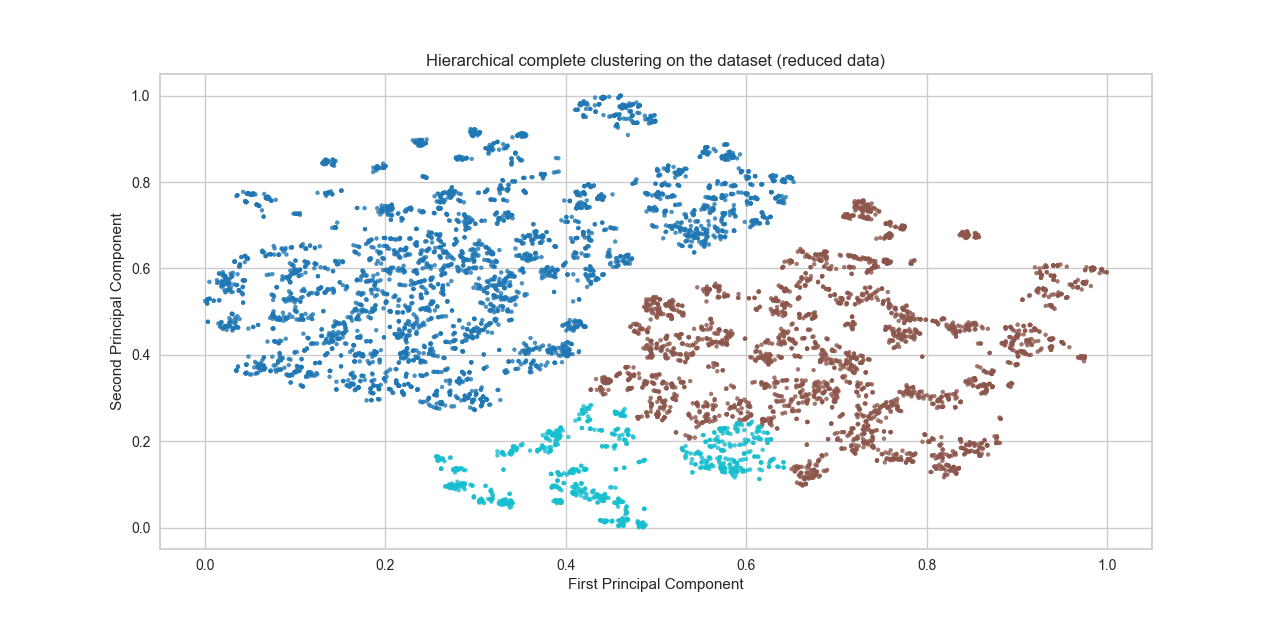 Hierarchical complete clustering on the dataset (reduced data)
1.0
0.8
0.6
0.4
0.2
0.0
Second Principal Component
0.0 0.2 0.4 0.6 0.8 1.0
First Principal Component